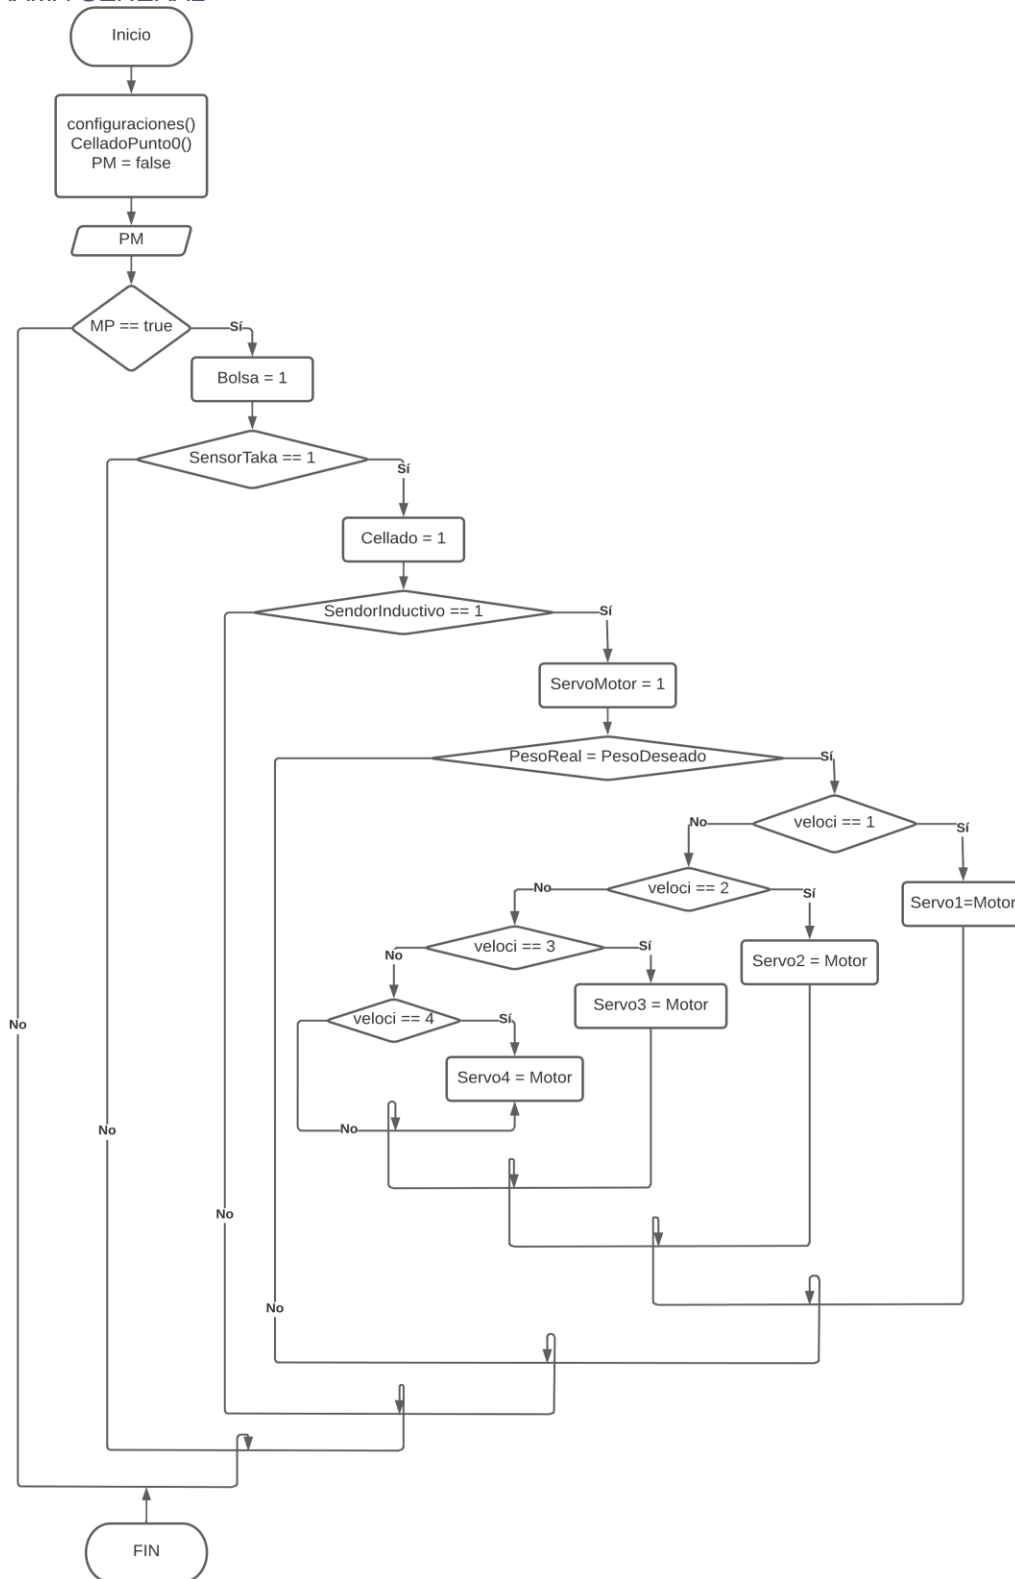 Inicio
configuraciones()
CelladoPunto0()
PM = false
PM
MP == true
Sí
Bolsa = 1
SensorTaka == 1
Sí
Cellado = 1
SendorInductivo == 1
Sí
ServoMotor = 1
PesoReal = PesoDeseado
Sí
veloci == 1
No
Sí
veloci == 2
No
Sí
Servo1=Motor
veloci == 3
No
Sí
Servo2 = Motor
Servo3 = Motor
veloci == 4
Sí
No
Servo4 = Motor
No
No
No
No
FIN